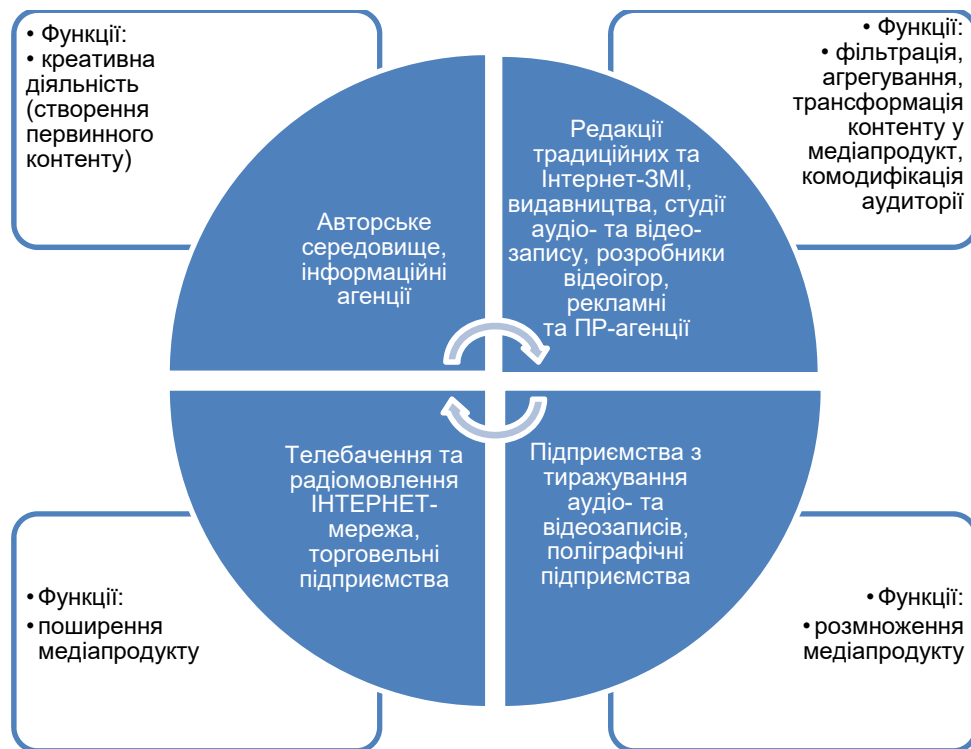 • Функції:
• креативна
діяльність
(створення
первинного
контенту)
• Функції:
• фільтрація,
агрегування,
трансформація
контенту у
медіапродукт,
комодифікація
аудиторії
Авторське
середовище,
інформаційні
агенції
Редакції
традиційних та
Інтернет-ЗМІ,
видавництва, студії
аудіо- та відео-
запису, розробники
відеоігор,
рекламні
та ПР-агенції
Телебачення та
радіомовлення
ІНТЕРНЕТ-
мережа,
торговельні
підприємства
Підприємства з
тиражування
аудіо- та
відеозаписів,
поліграфічні
підприємства
• Функції:
• поширення
медіапродукту
• Функції:
• розмноження
медіапродукту